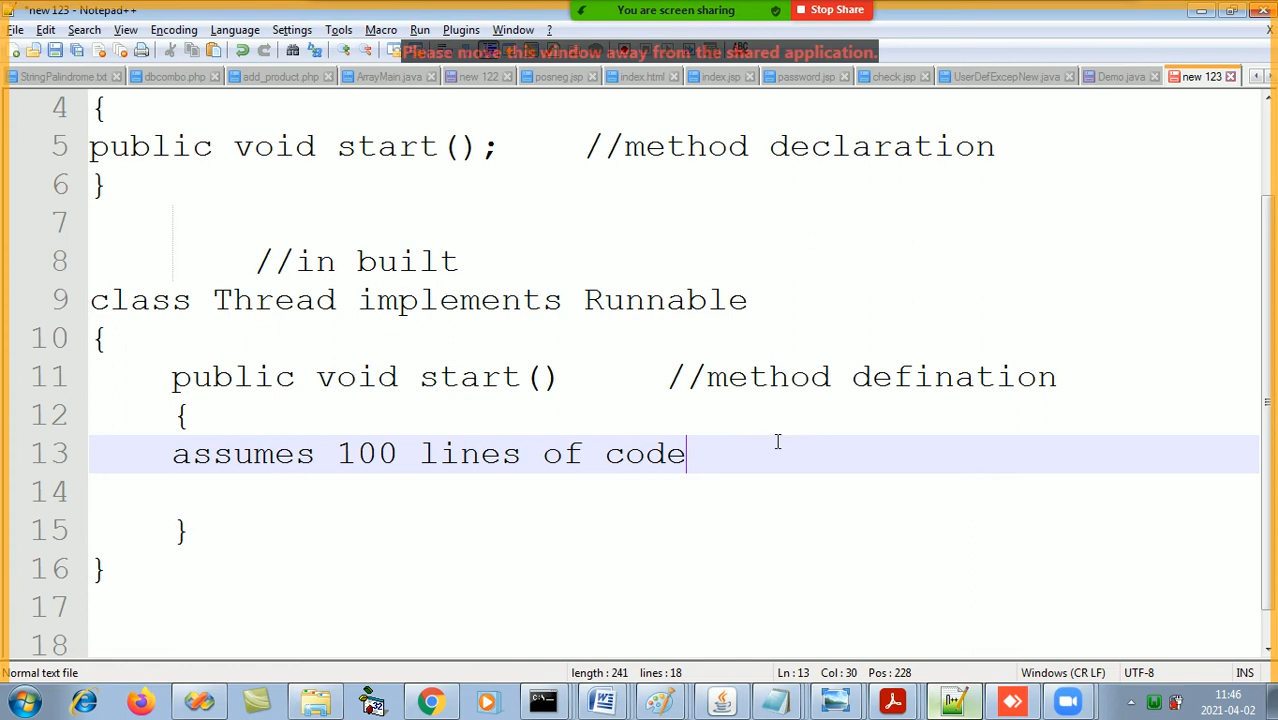 *new 123 - Notepad++
You are screen sharing
Stop Share
File Edit Search View Encoding Language Settings Tools Macro Run Plugins Window ?
Please move this window away from the shared application.
StringPalindrome.txt dbcombo.php add_product.php ArrayMain.java new 122 posneg.jsp index.html index.jsp password.jsp check.jsp UserDefExcepNew.java Demo.java new 123
4 {
5 public void start(); //method declaration
6 }
7
8 //in built
9 class Thread implements Runnable
10 {
11 public void start() //method defination
12 {
13 assumes 100 lines of code
14
15 }
16 }
17
18
Normal text file length : 241 lines : 18 Ln : 13 Col : 30 Pos : 228 Windows (CR LF) UTF-8 INS
11:46
2021-04-02